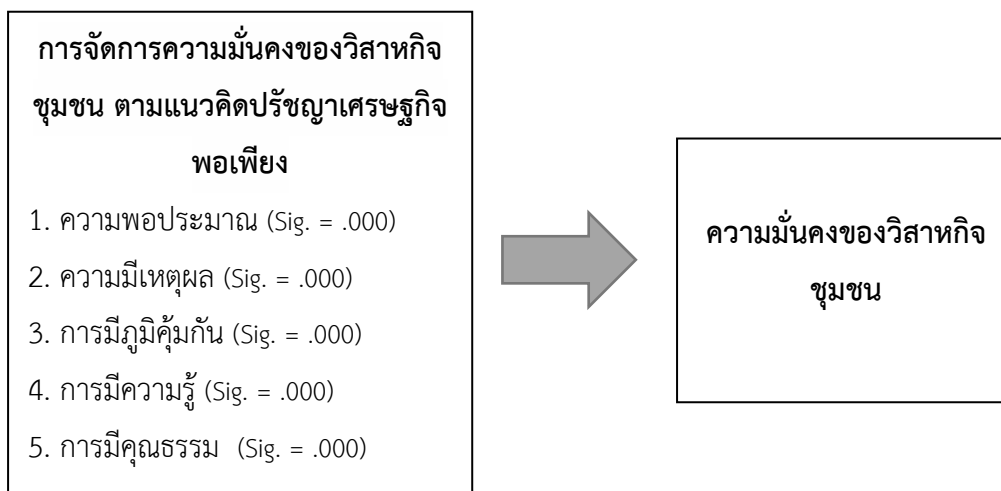 การจัดการความมั่นคงของวิสาหกิจ
ชุมชน ตามแนวคิดปรัชญาเศรษฐกิจ
พอเพียง
1. ความพอประมาณ (Sig. = .000)
2. ความมีเหตุผล (Sig. = .000)
3. การมีภูมิคุ้มกัน (Sig. = .000)
4. การมีความรู้ (Sig. = .000)
5. การมีคุณธรรม (Sig. = .000)
ความมั่นคงของวิสาหกิจ
ชุมชน